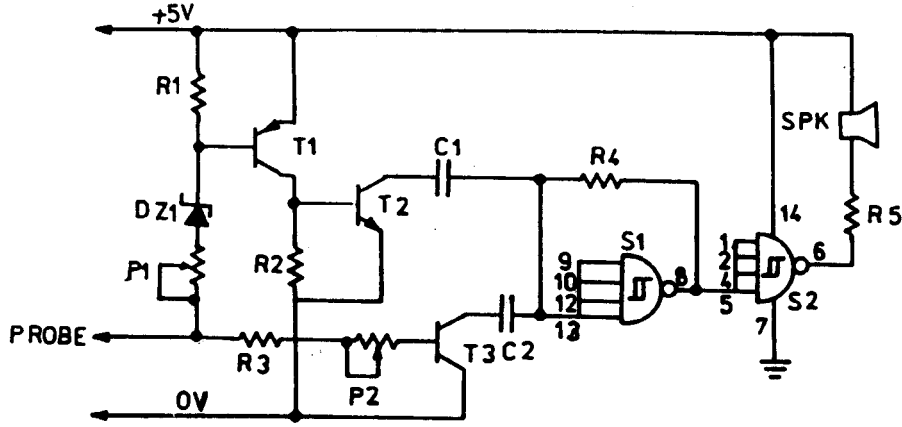 +5V
R1
T1
C1
R4
SPK
DZ1
T2
14
R5
P1
R2
S1
9
10
12
13
8
1
2
4
5
6
S2
7
PROBE
R3
P2
T3
C2
0V